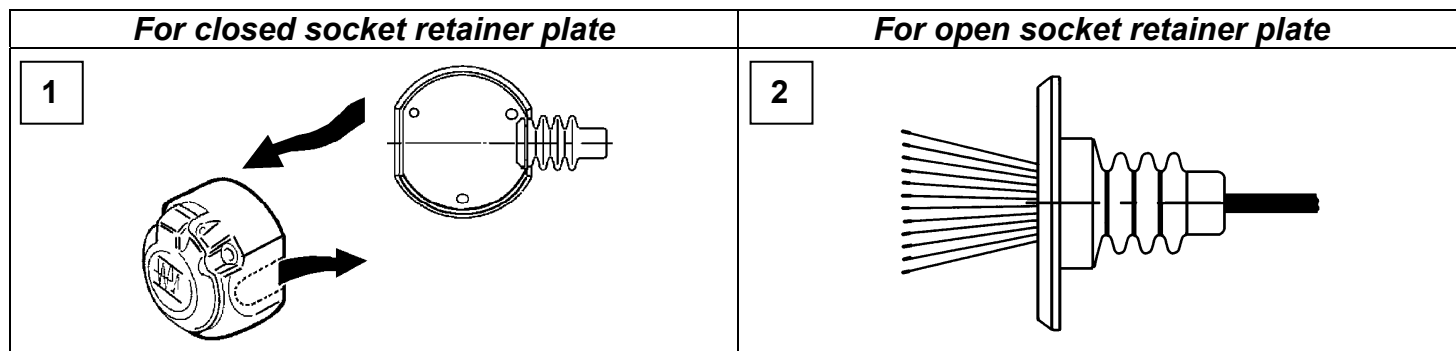 For closed socket retainer plate
For open socket retainer plate
1
2